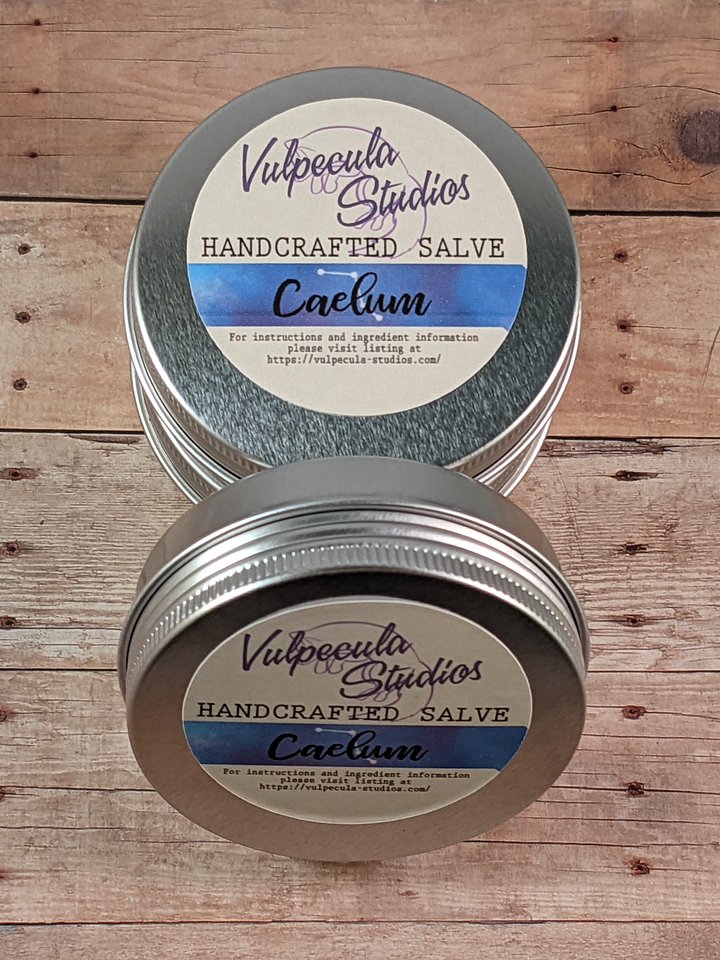 Vulpecula
Studios
HANDCRAFTED SALVE
Caelum
For instructions and ingredient information
please visit listing at
https://vulpecula-studios.com/
Vulpecula
Studios
HANDCRAFTED SALVE
Caelum
For instructions and ingredient information
please visit listing at
https://vulpecula-studios.com/